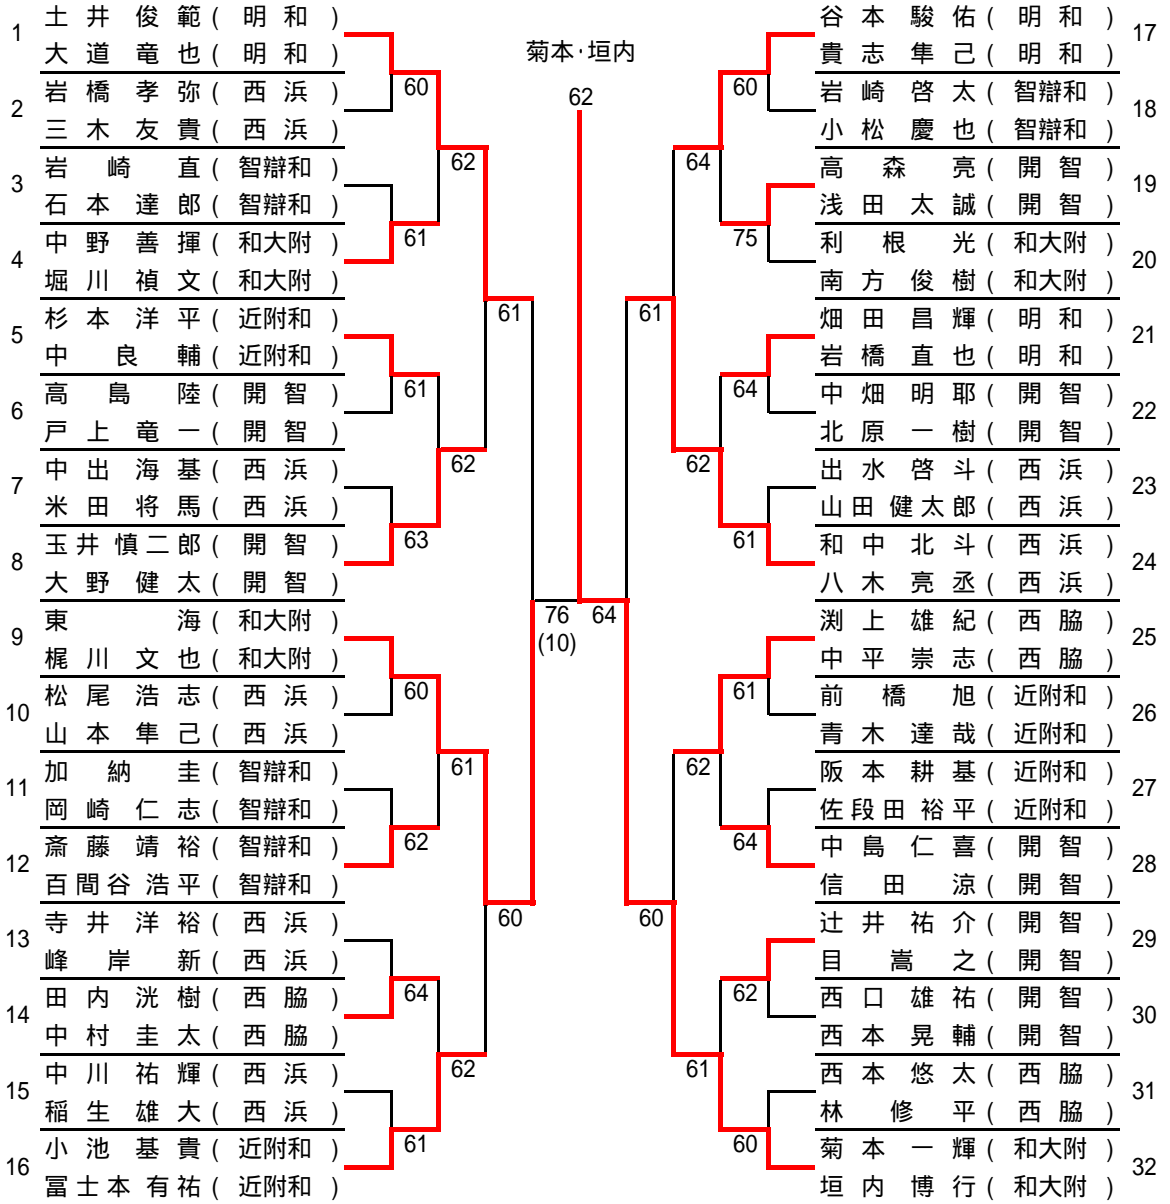 菊本・垣内
62
1
土井俊範(明和)
大道竜也(明和)
2
岩橋孝弥(西浜)
三木友貴(西浜)
3
岩崎直(智辯和)
石本達郎(智辯和)
4
中野善揮(和大附)
堀川禎文(和大附)
5
杉本洋平(近附和)
中良輔(近附和)
6
高島陸(開智)
戸上竜一(開智)
7
中出海基(西浜)
米田将馬(西浜)
8
玉井慎二郎(開智)
大野健太(開智)
9
東海(和大附)
梶川文也(和大附)
10
松尾浩志(西浜)
山本隼己(西浜)
11
加納圭(智辯和)
岡崎仁志(智辯和)
12
斎藤靖裕(智辯和)
百間谷浩平(智辯和)
13
寺井洋裕(西浜)
峰岸新(西浜)
14
田内洸樹(西脇)
中村圭太(西脇)
15
中川祐輝(西浜)
稲生雄大(西浜)
16
小池基貴(近附和)
冨士本有祐(近附和)
60
61
61
63
60
62
64
61
62
62
61
62
61
60
76
(10)
64
61
60
64
62
62
61
60
75
64
61
61
64
62
60
谷本駿佑(明和)
貴志隼己(明和)
17
岩崎啓太(智辯和)
小松慶也(智辯和)
18
高森亮(開智)
浅田太誠(開智)
19
利根光(和大附)
南方俊樹(和大附)
20
畑田昌輝(明和)
岩橋直也(明和)
21
中畑明耶(開智)
北原一樹(開智)
22
出水啓斗(西浜)
山田健太郎(西浜)
23
和中北斗(西浜)
八木亮丞(西浜)
24
渕上雄紀(西脇)
中平崇志(西脇)
25
前橋旭(近附和)
青木達哉(近附和)
26
阪本耕基(近附和)
佐段田裕平(近附和)
27
中島仁喜(開智)
信田涼(開智)
28
辻井祐介(開智)
目嵩之(開智)
29
西口雄祐(開智)
西本晃輔(開智)
30
西本悠太(西脇)
林修平(西脇)
31
菊本一輝(和大附)
垣内博行(和大附)
32